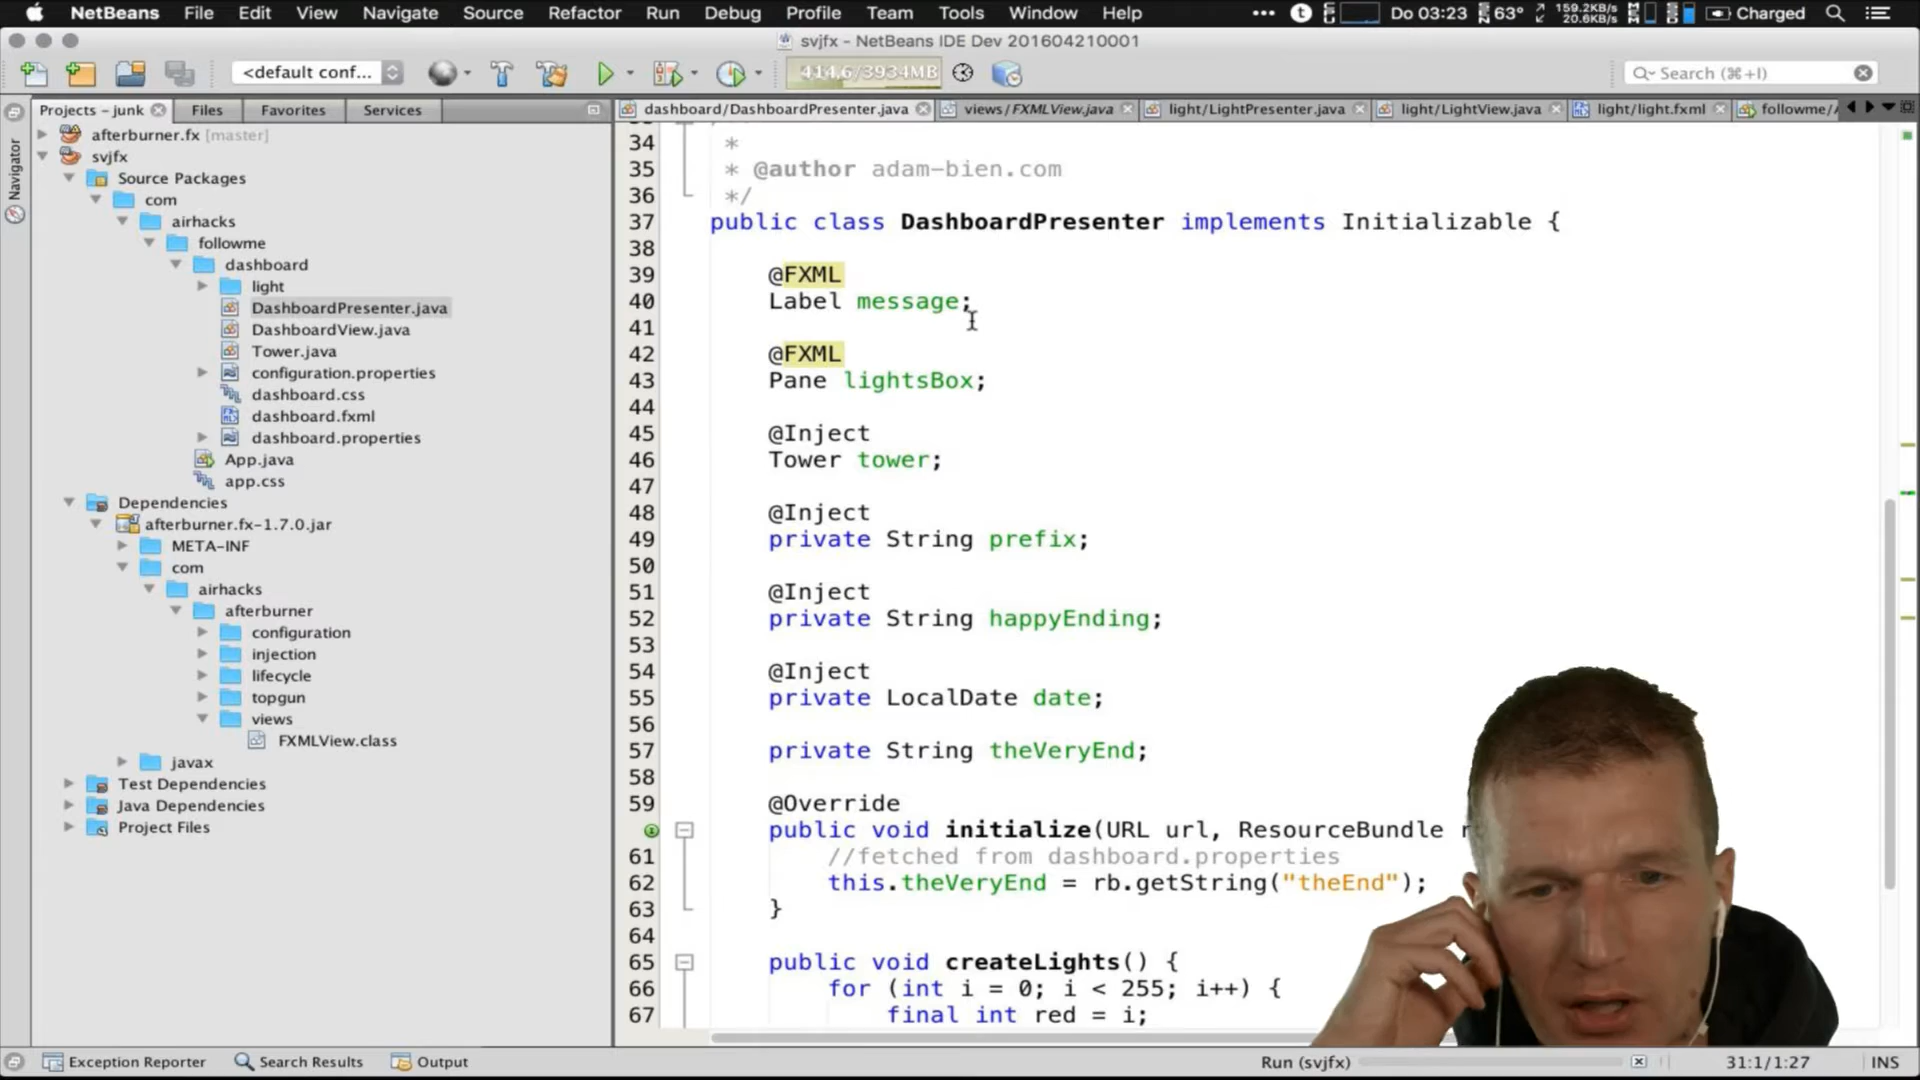 NetBeans File Edit View Navigate Source Refactor Run Debug Profile Team Tools Window Help ••• Do 03:23 63° 159.2KB/s 20.6KB/s Charged
svjfx - NetBeans IDE Dev 201604210001
<default conf... 414.6/3934MB Search (⌘+I)
Projects – junk Files Favorites Services
dashboard/DashboardPresenter.java views/FXMLView.java light/LightPresenter.java light/LightView.java light/light.fxml followme/
Navigator
afterburner.fx [master]
svjfx
Source Packages
com
airhacks
followme
dashboard
light
DashboardPresenter.java
DashboardView.java
Tower.java
configuration.properties
dashboard.css
dashboard.fxml
dashboard.properties
App.java
app.css
Dependencies
afterburner.fx-1.7.0.jar
META-INF
com
airhacks
afterburner
configuration
injection
lifecycle
topgun
views
FXMLView.class
javax
Test Dependencies
Java Dependencies
Project Files
34 *
35 * @author adam-bien.com
36 */
37 public class DashboardPresenter implements Initializable {
38
39 @FXML
40 Label message;
41
42 @FXML
43 Pane lightsBox;
44
45 @Inject
46 Tower tower;
47
48 @Inject
49 private String prefix;
50
51 @Inject
52 private String happyEnding;
53
54 @Inject
55 private LocalDate date;
56
57 private String theVeryEnd;
58
59 @Override
public void initialize(URL url, ResourceBundle r
61 //fetched from dashboard.properties
62 this.theVeryEnd = rb.getString("theEnd");
63 }
64
65 public void createLights() {
66 for (int i = 0; i < 255; i++) {
67 final int red = i;
Exception Reporter Search Results Output Run (svjfx) 31:1/1:27 INS